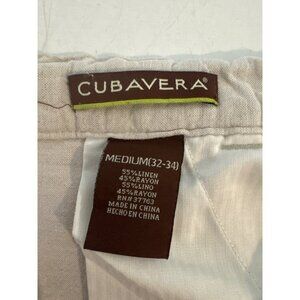 CUBAVERA®
MEDIUM(32-34)
55%LINEN
45%RAYON
55%LINO
45%RAYON
RN# 37763
MADE IN CHINA
HECHO EN CHINA